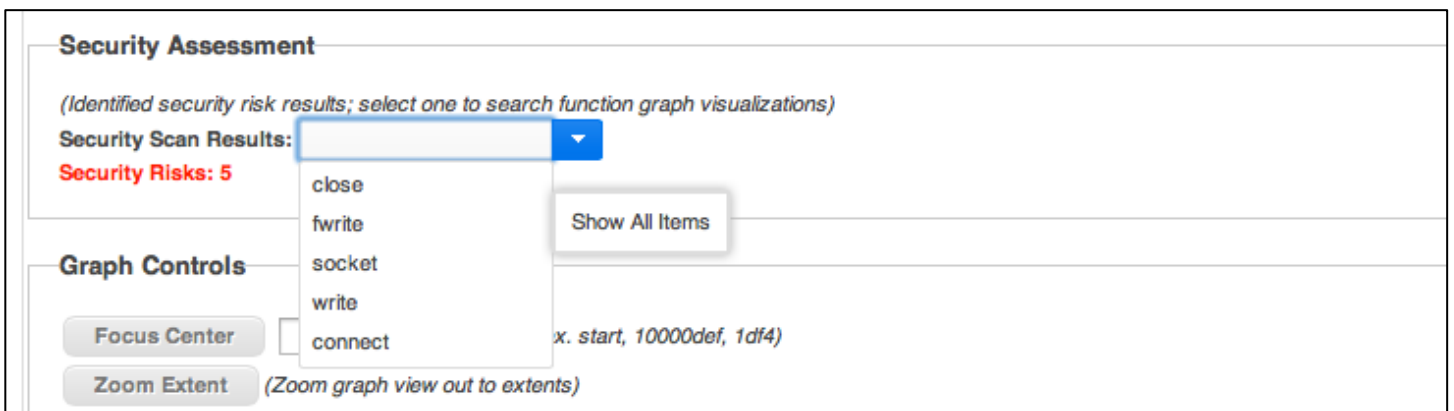 Security Assessment
(Identified security risk results; select one to search function graph visualizations)
Security Scan Results:
Security Risks: 5
close
fwrite
Show All Items
socket
write
connect
Graph Controls
Focus Center
x. start, 10000def, 1df4)
Zoom Extent (Zoom graph view out to extents)